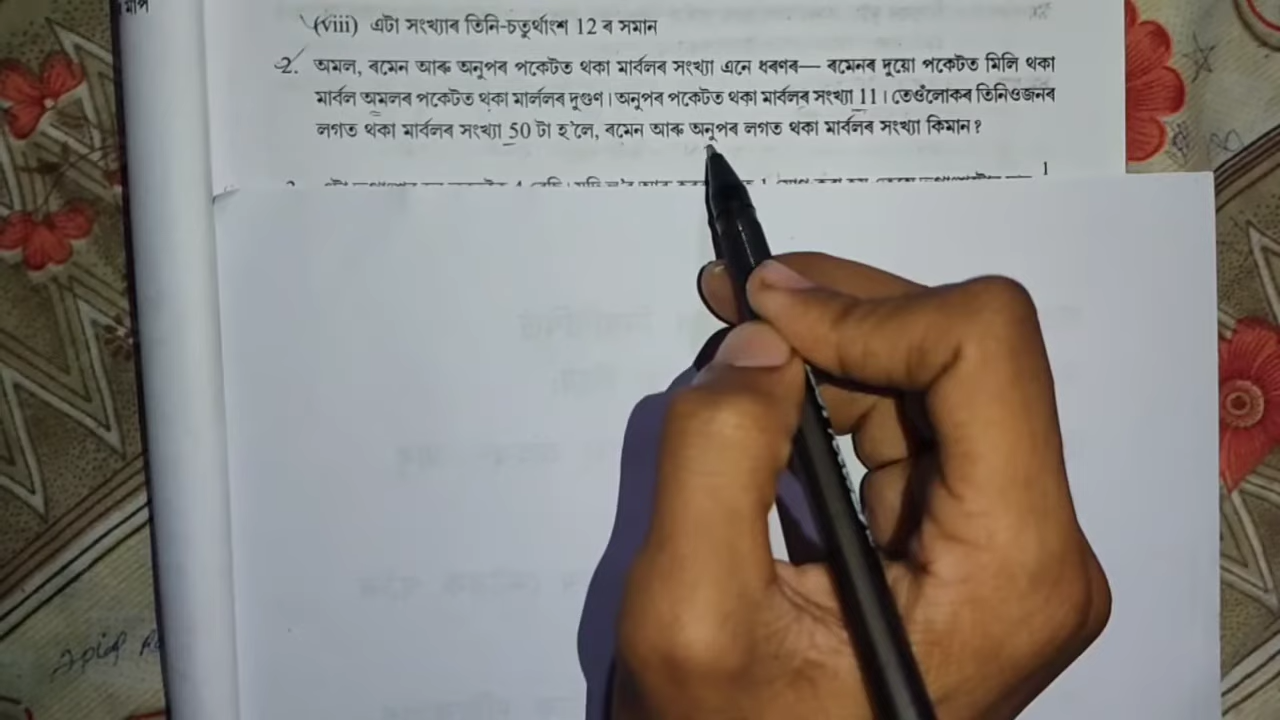 (viii) এটা সংখ্যাৰ তিনি-চতুৰ্থাংশ 12 ৰ সমান
2. অমল, ৰমেন আৰু অনুপৰ পকেটত থকা মাৰ্বলৰ সংখ্যা এনে ধৰণৰ— ৰমেনৰ দুয়ো পকেটত মিলি থকা
মাৰ্বল অমলৰ পকেটত থকা মাৰ্লেলৰ দুগুণ। অনুপৰ পকেটত থকা মাৰ্বলৰ সংখ্যা 11। তেওঁলোকৰ তিনিওজনৰ
লগত থকা মাৰ্বলৰ সংখ্যা 50 টা হ'লে, ৰমেন আৰু অনুপৰ লগত থকা মাৰ্বলৰ সংখ্যা কিমান?
1